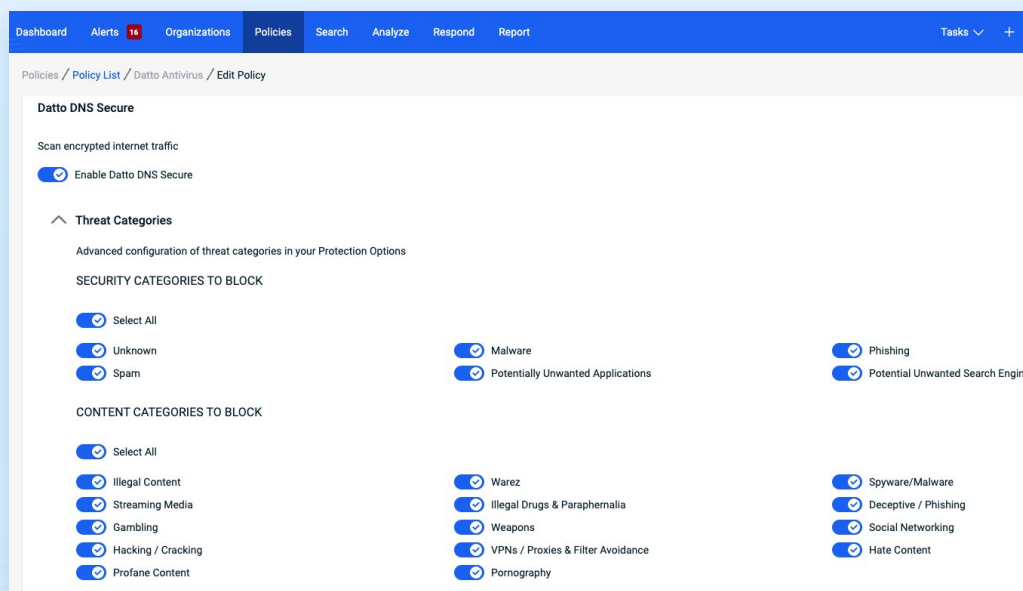 Dashboard Alerts 16 Organizations Policies Search Analyze Respond Report Tasks +
Policies / Policy List / Datto Antivirus / Edit Policy
Datto DNS Secure
Scan encrypted internet traffic
Enable Datto DNS Secure
Threat Categories
Advanced configuration of threat categories in your Protection Options
SECURITY CATEGORIES TO BLOCK
Select All
Unknown Malware Phishing
Spam Potentially Unwanted Applications Potential Unwanted Search Engin
CONTENT CATEGORIES TO BLOCK
Select All
Illegal Content Warez Spyware/Malware
Streaming Media Illegal Drugs & Paraphernalia Deceptive / Phishing
Gambling Weapons Social Networking
Hacking / Cracking VPNs / Proxies & Filter Avoidance Hate Content
Profane Content Pornography